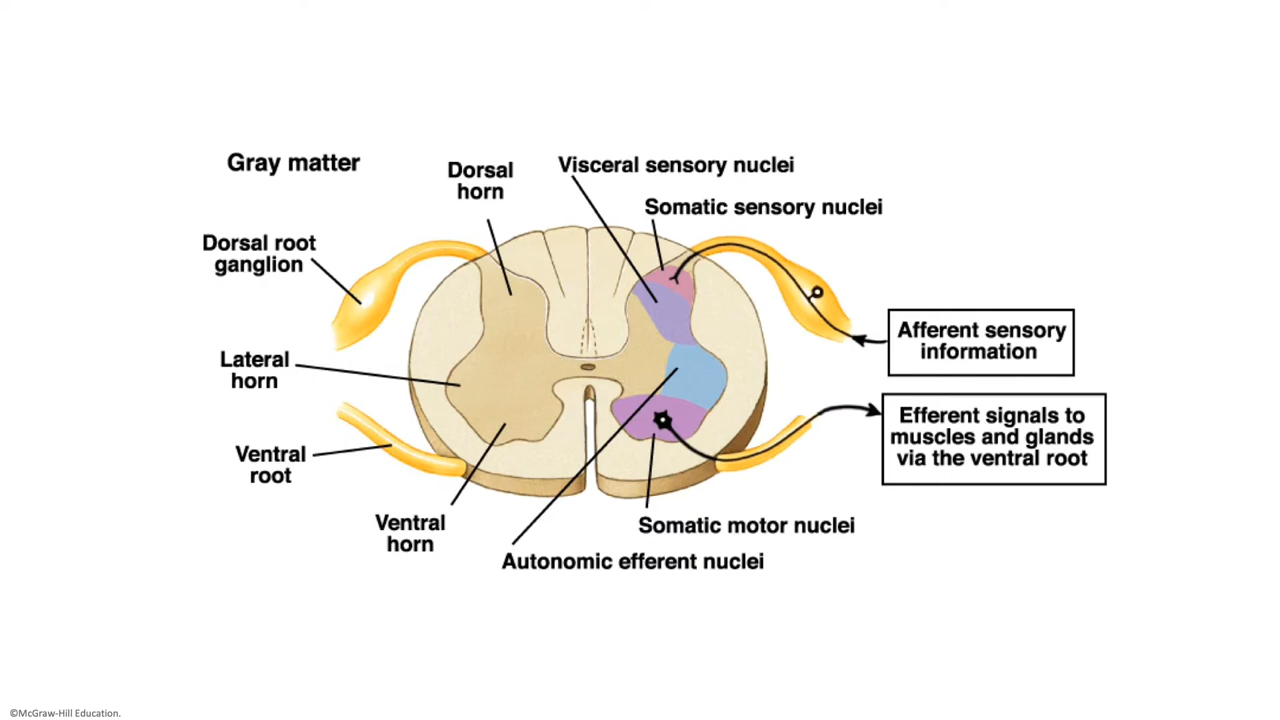 Gray matter
Dorsal
horn
Visceral sensory nuclei
Somatic sensory nuclei
Dorsal root
ganglion
Afferent sensory
information
Lateral
horn
Efferent signals to
muscles and glands
via the ventral root
Ventral
root
Ventral
horn
Somatic motor nuclei
Autonomic efferent nuclei
©McGraw-Hill Education.